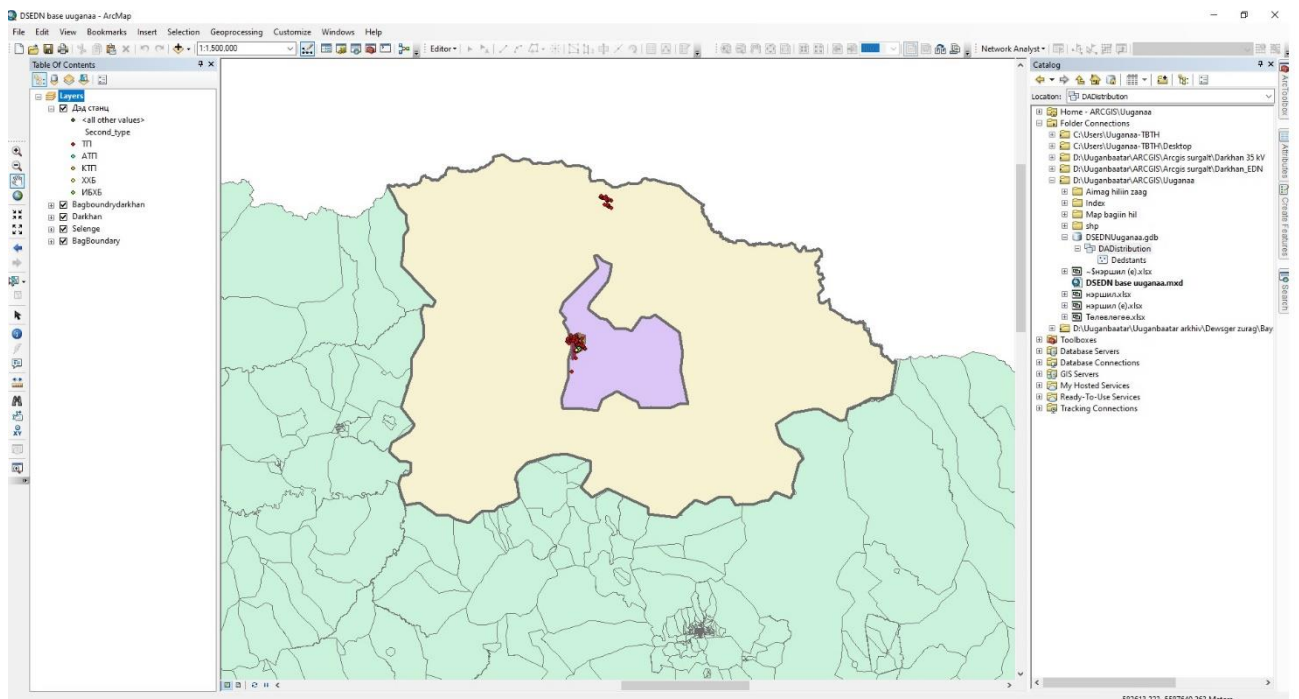 DSEDN base uuganaa - ArcMap
File Edit View Bookmarks Insert Selection Geoprocessing Customize Windows Help
1:1,500,000
Editor
Network Analyst
Table Of Contents
Layers
Дэд станц
<all other values>
Second_type
ТП
АТП
КТП
ХХБ
ИБХБ
Bagboundrydarkhan
Darkhan
Selenge
BagBoundary
Catalog
Location: DADistribution
Home - ARCGIS\Uuganaa
Folder Connections
C:\Users\Uuganaa-TBTH
C:\Users\Uuganaa-TBTH\Desktop
D:\Uuganbaatar\ARCGIS\Arcgis surgalt\Darkhan 35 kV
D:\Uuganbaatar\ARCGIS\Arcgis surgalt\Darkhan_EDN
D:\Uuganbaatar\ARCGIS\Uuganaa
Aimag hiliin zaag
Index
Map bagiin hil
shp
DSEDNUuganaa.gdb
DADistribution
Dedstants
~$нэршил (e).xlsx
DSEDN base uuganaa.mxd
нэршил.xlsx
нэршил (e).xlsx
Төлөвлөгөө.xlsx
D:\Uuganbaatar\Uuganbaatar arkhiv\Dewsger zurag\Bay
Toolboxes
Database Servers
Database Connections
GIS Servers
My Hosted Services
Ready-To-Use Services
Tracking Connections
ArcToolbox
Attributes
Create Features
Search